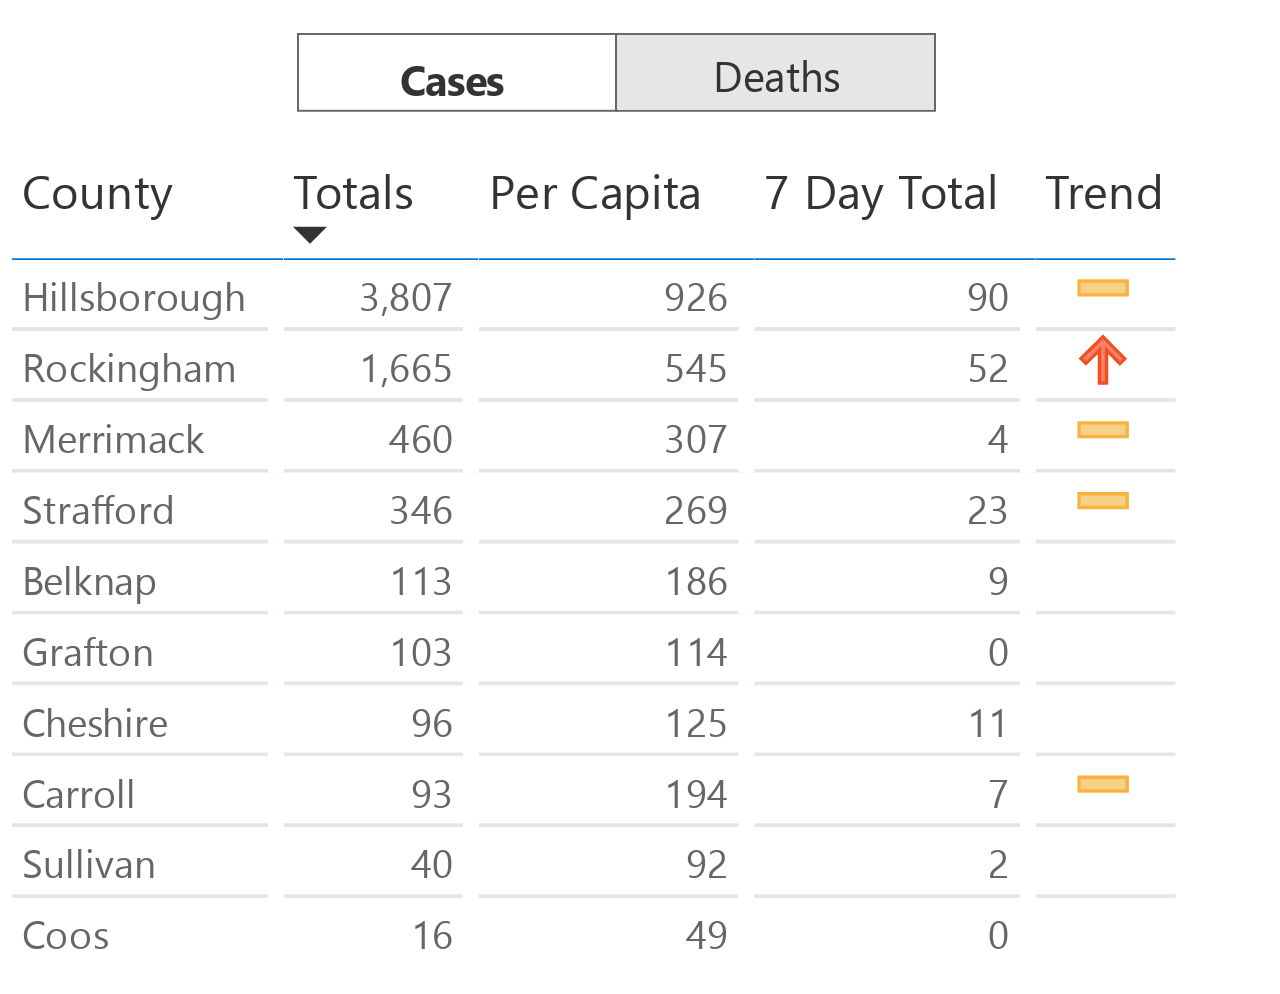 Cases Deaths
County Totals Per Capita 7 Day Total Trend
Hillsborough 3,807 926 90
Rockingham 1,665 545 52
Merrimack 460 307 4
Strafford 346 269 23
Belknap 113 186 9
Grafton 103 114 0
Cheshire 96 125 11
Carroll 93 194 7
Sullivan 40 92 2
Coos 16 49 0